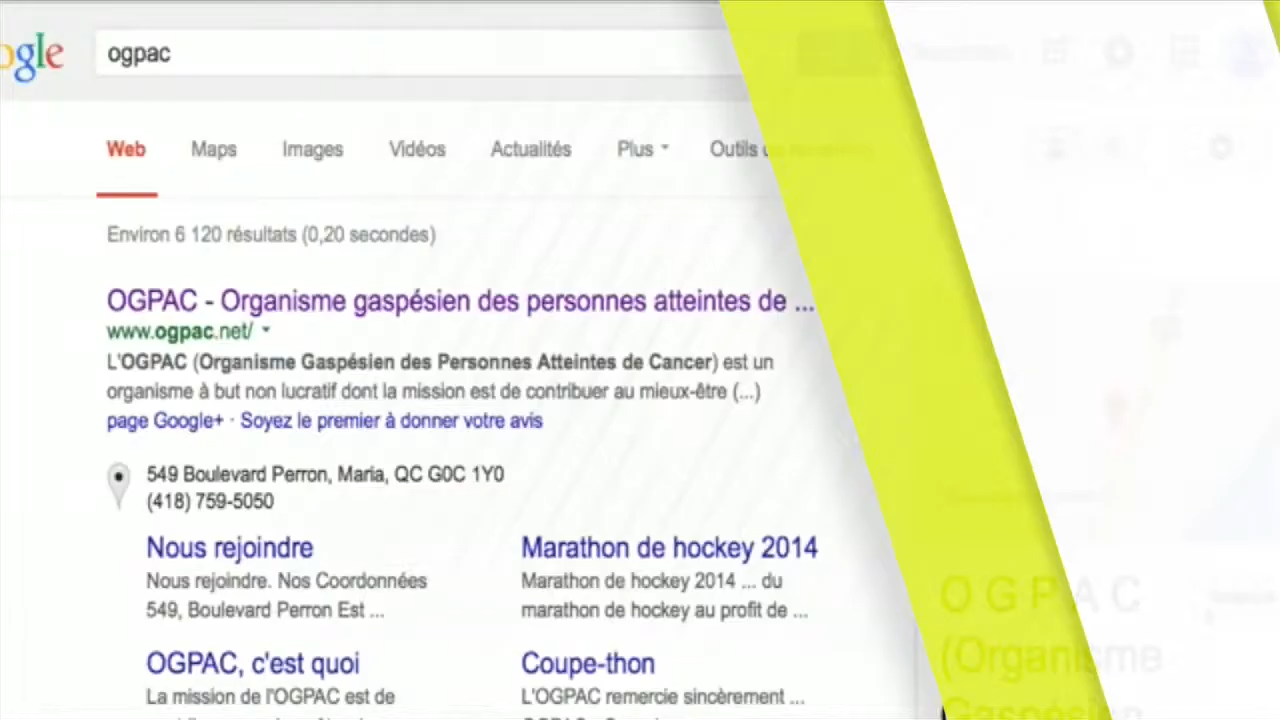 ogle
ogpac
Web Maps Images Vidéos Actualités Plus Outils
Environ 6 120 résultats (0,20 secondes)
OGPAC - Organisme gaspésien des personnes atteintes de ...
www.ogpac.net/
L'OGPAC (Organisme Gaspésien des Personnes Atteintes de Cancer) est un
organisme à but non lucratif dont la mission est de contribuer au mieux-être (...)
page Google+ · Soyez le premier à donner votre avis
549 Boulevard Perron, Maria, QC G0C 1Y0
(418) 759-5050
Nous rejoindre
Nous rejoindre. Nos Coordonnées
549, Boulevard Perron Est ...
Marathon de hockey 2014
Marathon de hockey 2014 ... du
marathon de hockey au profit de ...
OGPAC, c'est quoi
La mission de l'OGPAC est de
Coupe-thon
L'OGPAC remercie sincèrement ...
O G P A C
(Organisme
Gaspésien